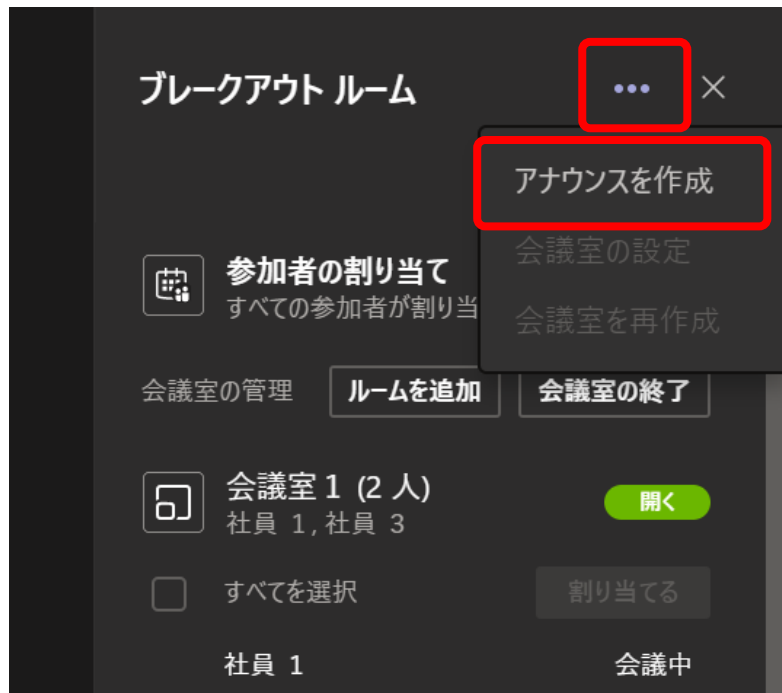 ブレークアウト ルーム
アナウンスを作成
会議室の設定
会議室を再作成
参加者の割り当て
すべての参加者が割り当
会議室の管理 ルームを追加 会議室の終了
会議室 1 (2 人) 開く
社員 1, 社員 3
すべてを選択 割り当てる
社員 1 会議中